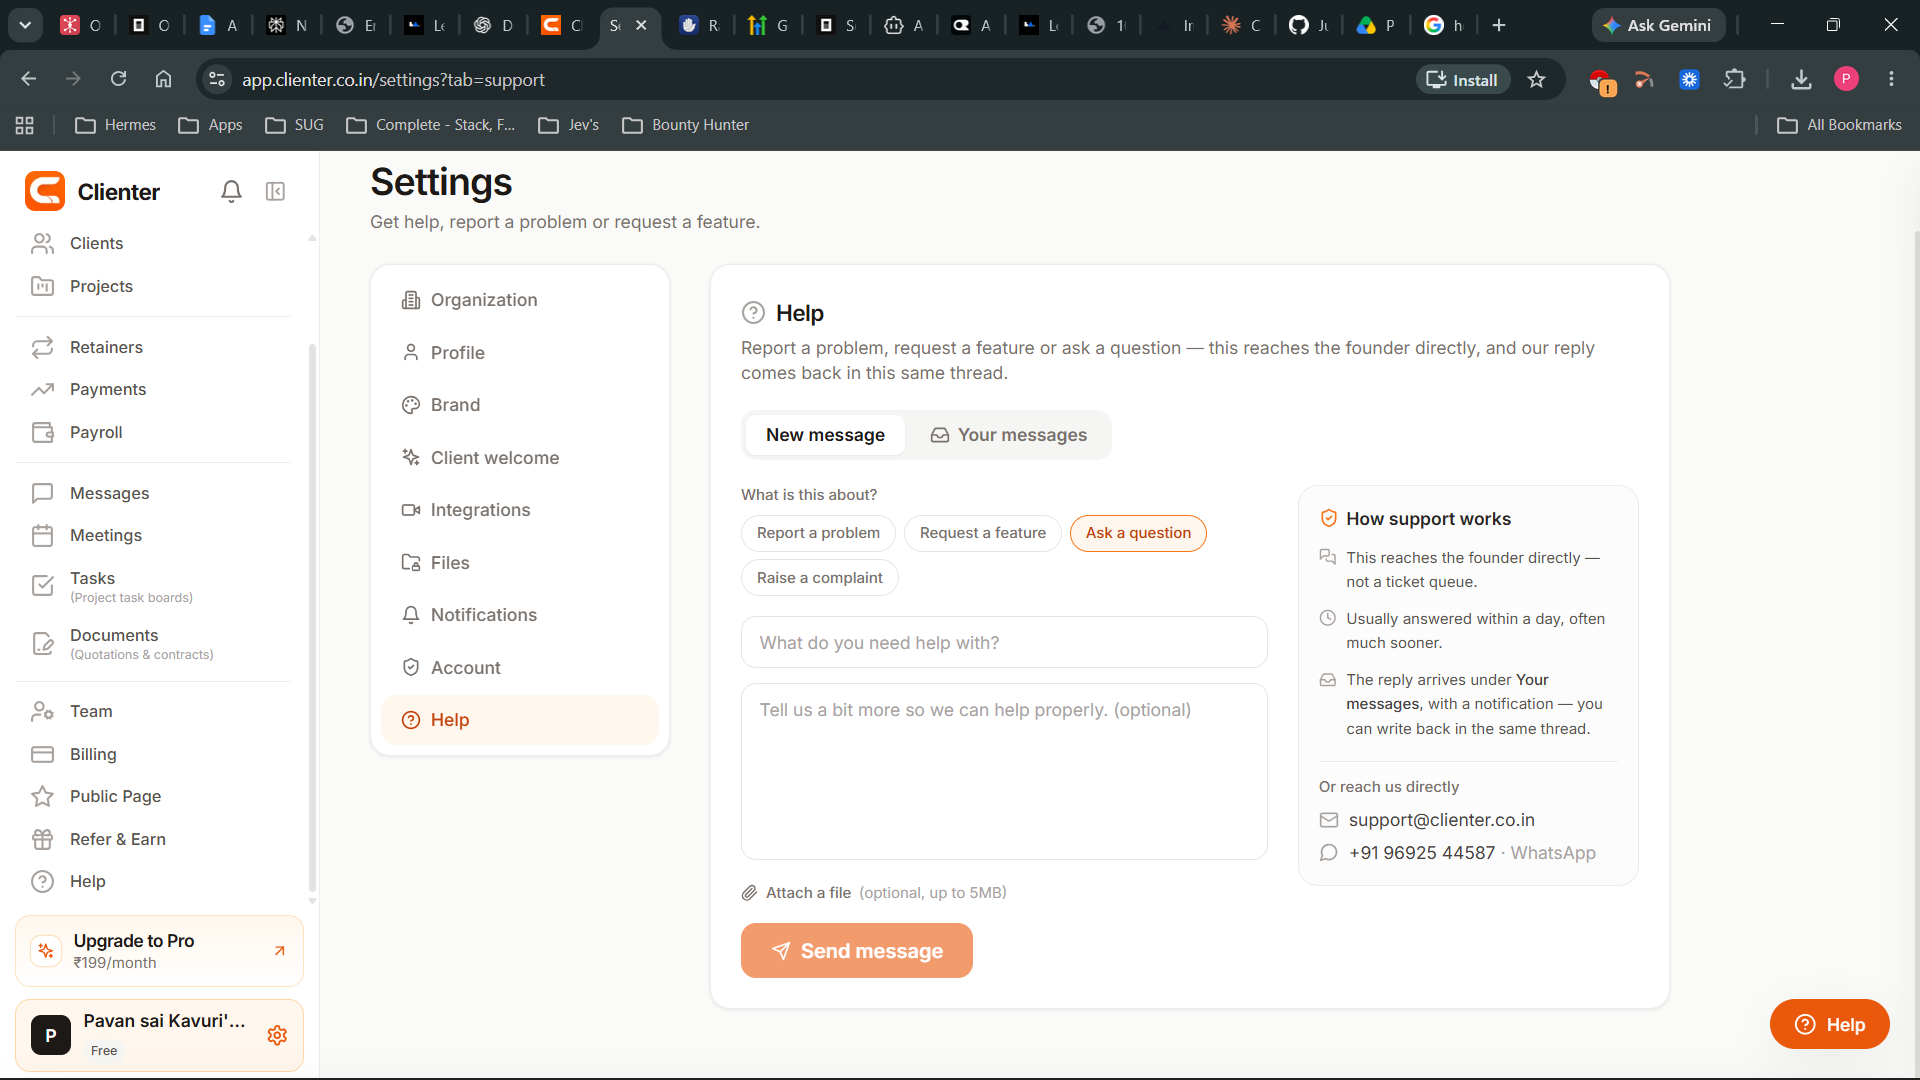 O
O
A
N
Er
Le
D
Cl
Se
R
G
S
A
A
Le
1
In
C
Ju
P
h
Ask Gemini
app.clienter.co.in/settings?tab=support
Install
P
Hermes
Apps
SUG
Complete - Stack, F...
Jev's
Bounty Hunter
All Bookmarks
Clienter
Clients
Projects
Retainers
Payments
Payroll
Messages
Meetings
Tasks
(Project task boards)
Documents
(Quotations & contracts)
Team
Billing
Public Page
Refer & Earn
Help
Upgrade to Pro
₹199/month
P
Pavan sai Kavuri'...
Free
Settings
Get help, report a problem or request a feature.
Organization
Profile
Brand
Client welcome
Integrations
Files
Notifications
Account
Help
Help
Report a problem, request a feature or ask a question — this reaches the founder directly, and our reply
comes back in this same thread.
New message
Your messages
What is this about?
Report a problem
Request a feature
Ask a question
Raise a complaint
What do you need help with?
Tell us a bit more so we can help properly. (optional)
Attach a file (optional, up to 5MB)
Send message
How support works
This reaches the founder directly —
not a ticket queue.
Usually answered within a day, often
much sooner.
The reply arrives under Your
messages, with a notification — you
can write back in the same thread.
Or reach us directly
support@clienter.co.in
+91 96925 44587 · WhatsApp
Help